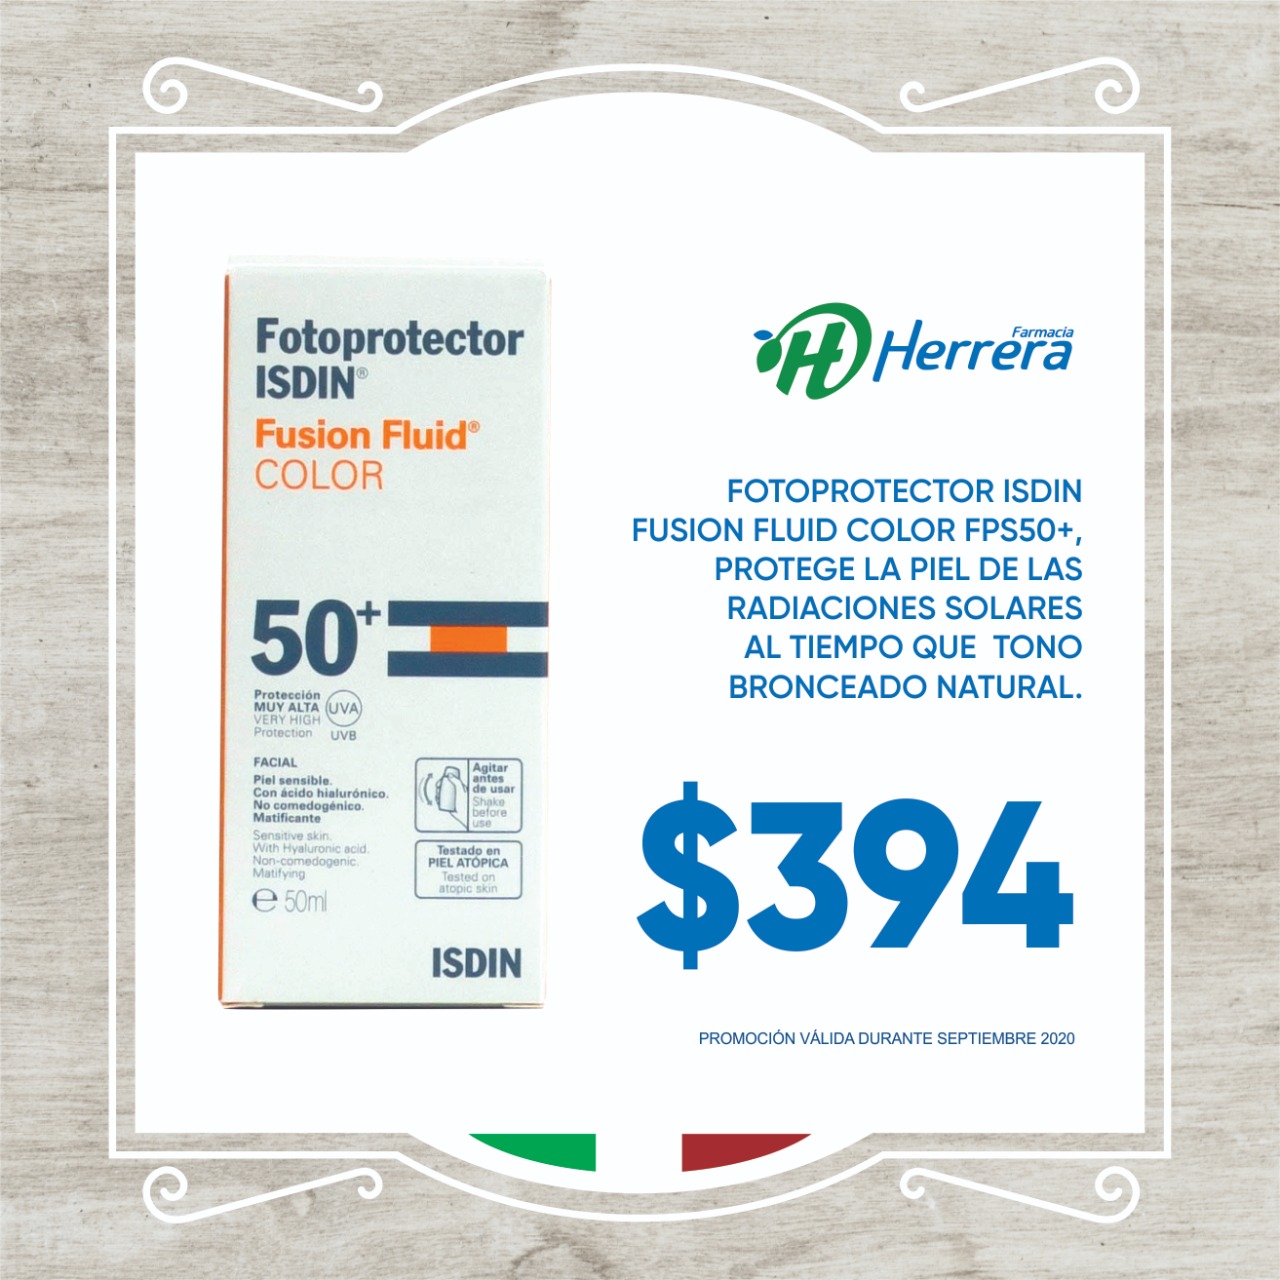 Fotoprotector
ISDIN®
Fusion Fluid®
COLOR
50+
Protección
MUY ALTA
VERY HIGH
Protection
UVA
UVB
FACIAL
Piel sensible.
Con ácido hialurónico.
No comedogénico.
Matificante
Sensitive skin.
With Hyaluronic acid.
Non-comedogenic.
Matifying
e 50ml
Agitar
antes
de usar
Shake
before
use
Testado en
PIEL ATÓPICA
Tested on
atopic skin
ISDIN
H Farmacia
Herrera
FOTOPROTECTOR ISDIN
FUSION FLUID COLOR FPS50+,
PROTEGE LA PIEL DE LAS
RADIACIONES SOLARES
AL TIEMPO QUE TONO
BRONCEADO NATURAL.
$394
PROMOCIÓN VÁLIDA DURANTE SEPTIEMBRE 2020